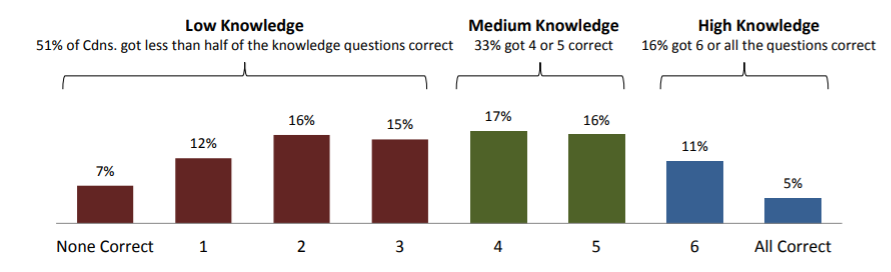 Low Knowledge
51% of Cdns. got less than half of the knowledge questions correct
Medium Knowledge
33% got 4 or 5 correct
High Knowledge
16% got 6 or all the questions correct
7%
12%
16%
15%
17%
16%
11%
5%
None Correct
1
2
3
4
5
6
All Correct